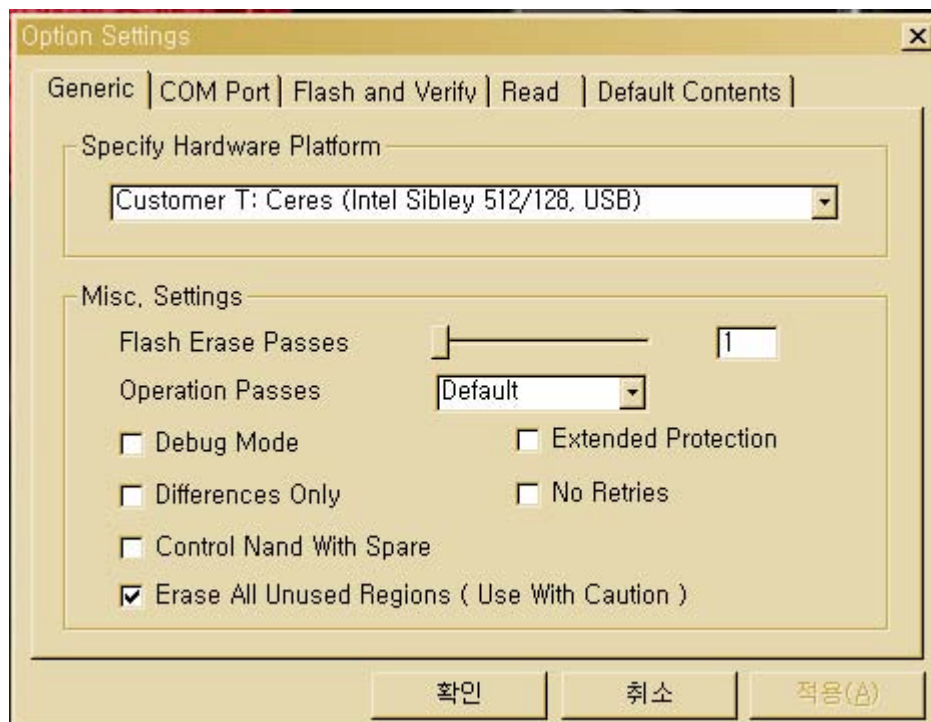 Option Settings
Generic
COM Port
Flash and Verify
Read
Default Contents
Specify Hardware Platform
Customer T: Ceres (Intel Sibley 512/128, USB)
Misc. Settings
Flash Erase Passes
1
Operation Passes
Default
Debug Mode
Extended Protection
Differences Only
No Retries
Control Nand With Spare
Erase All Unused Regions ( Use With Caution )
확인
취소
적용(A)